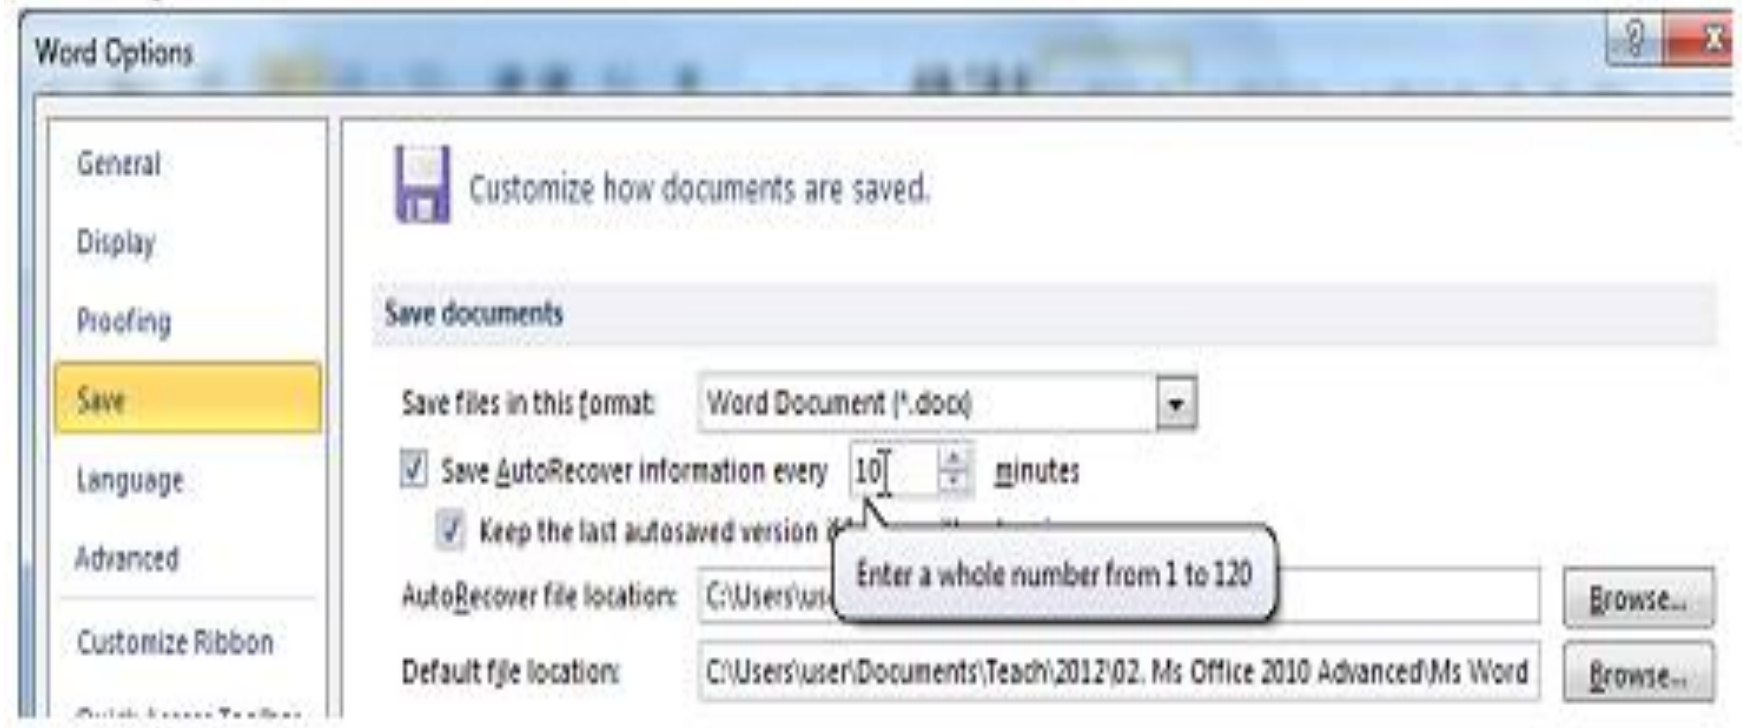 Word Options
General
Display
Proofing
Save
Language
Advanced
Customize Ribbon
Customize how documents are saved.
Save documents
Save files in this format: Word Document (*.docx)
Save AutoRecover information every 10 minutes
Keep the last autosaved version
Enter a whole number from 1 to 120
AutoRecover file location: C:\Users\us Browse...
Default file location: C:\Users\user\Documents\Teach\2012\02. Ms Office 2010 Advanced\Ms Word Browse...